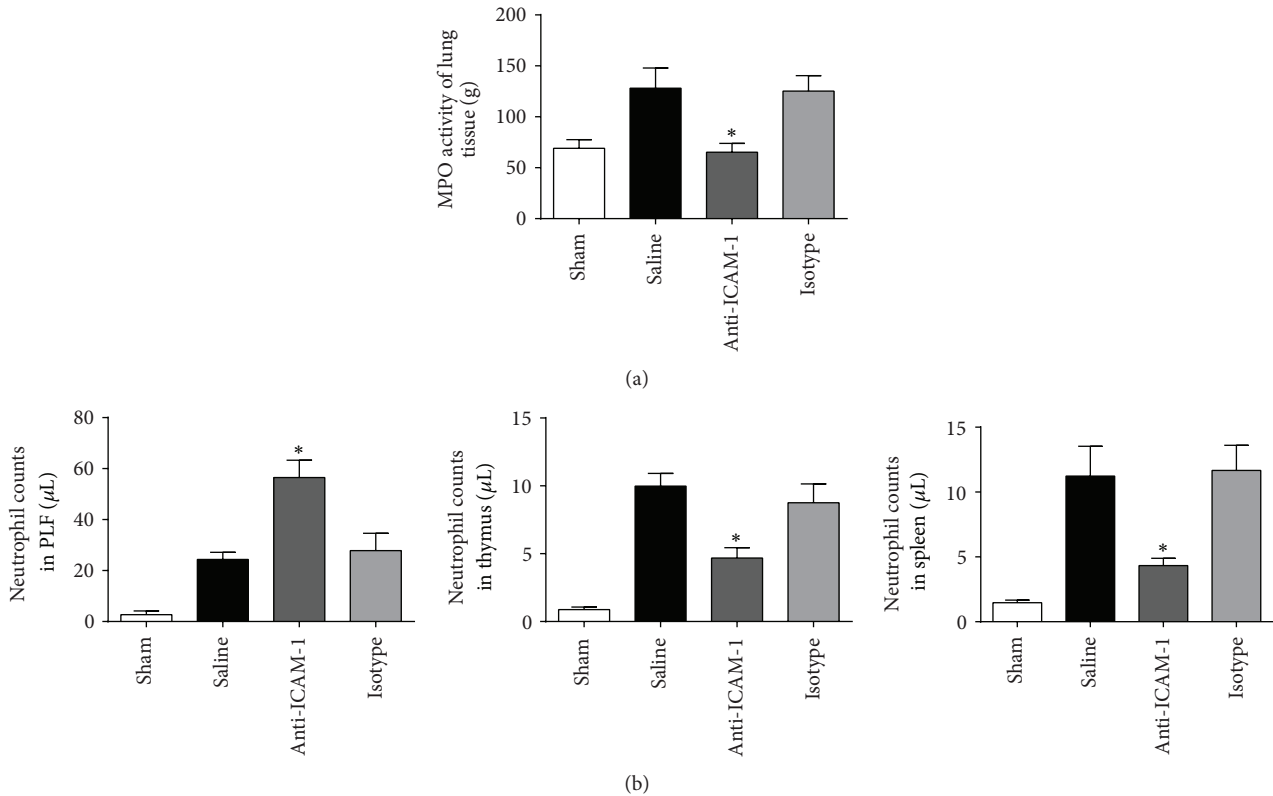 MPO activity of lung
tissue (g)
200
150
100
50
0
*
Sham
Saline
Anti-ICAM-1
Isotype
(a)
Neutrophil counts
in PLF (μL)
80
60
40
20
0
*
Sham
Saline
Anti-ICAM-1
Isotype
Neutrophil counts
in thymus (μL)
15
10
5
0
*
Sham
Saline
Anti-ICAM-1
Isotype
Neutrophil counts
in spleen (μL)
15
10
5
0
*
Sham
Saline
Anti-ICAM-1
Isotype
(b)